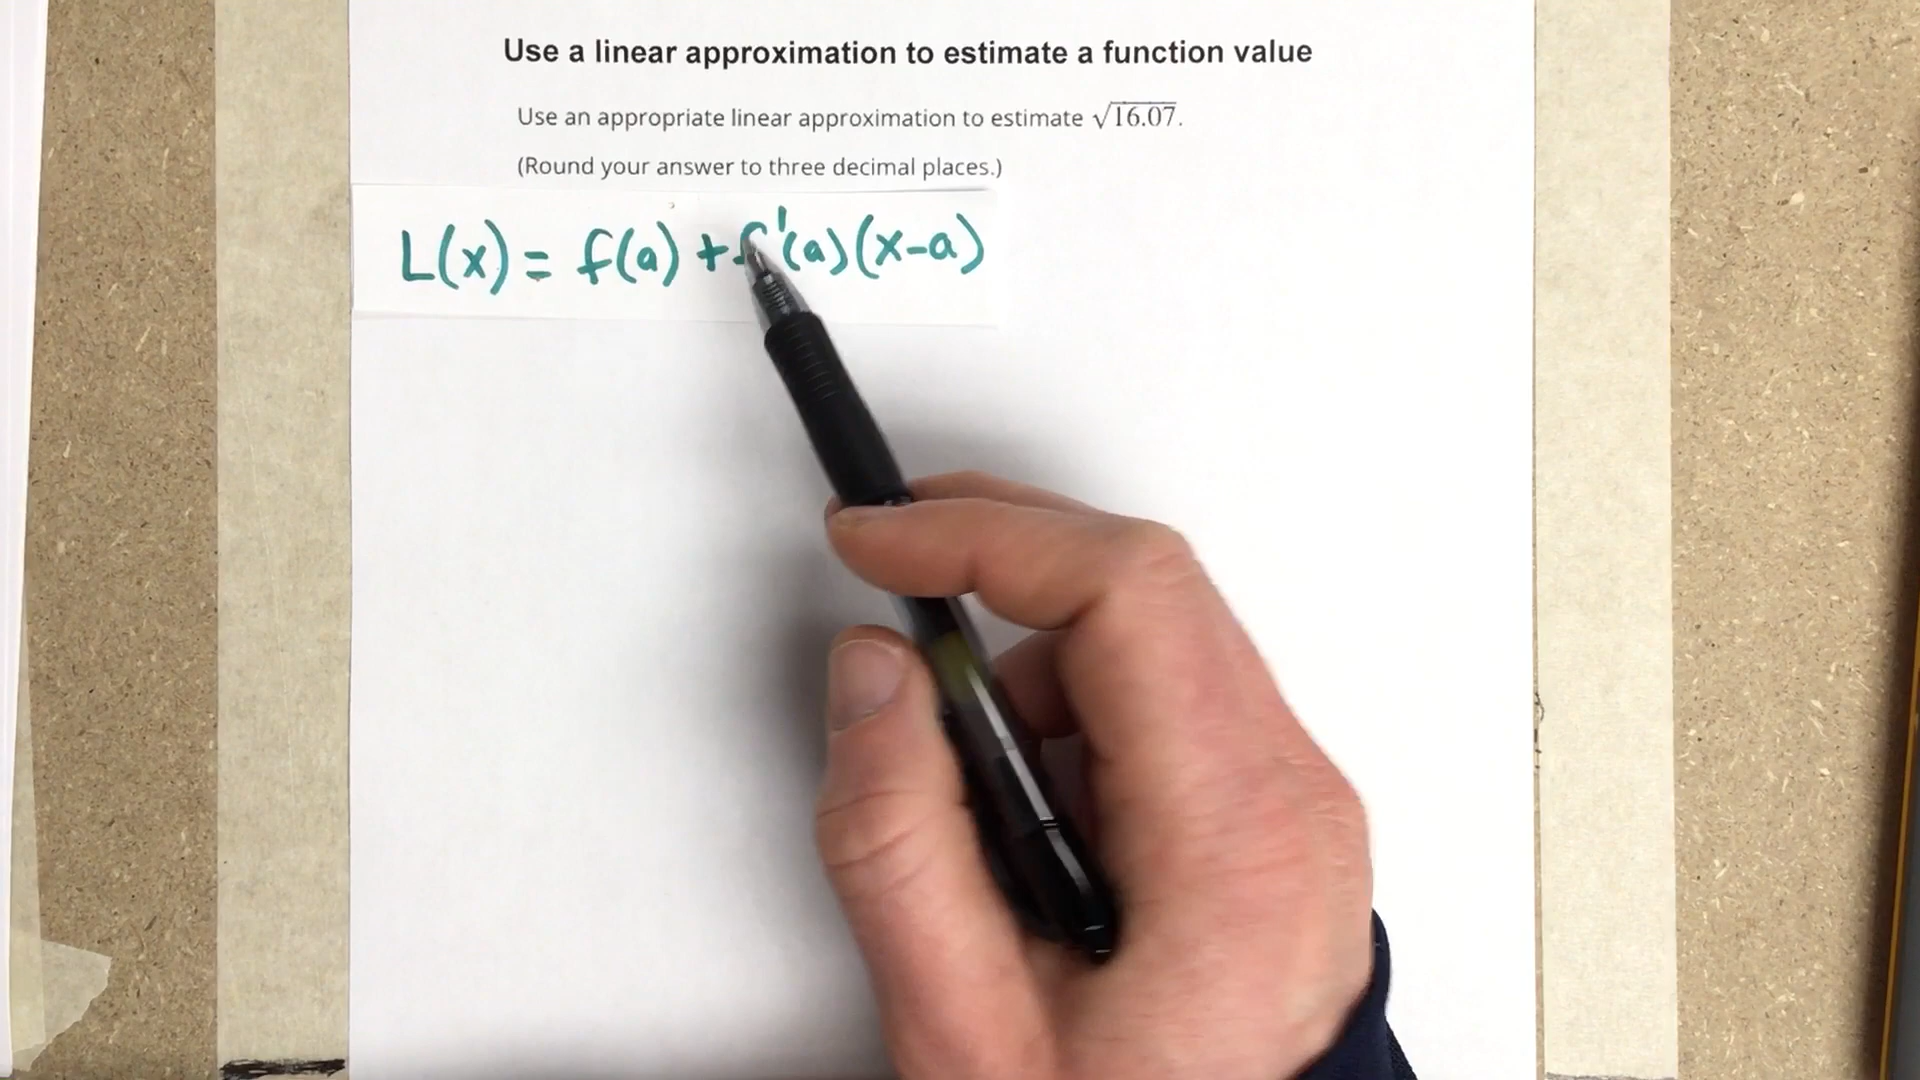 Use a linear approximation to estimate a function value
Use an appropriate linear approximation to estimate √16.07.
(Round your answer to three decimal places.)
L(x) = f(a) + f'(a)(x-a)